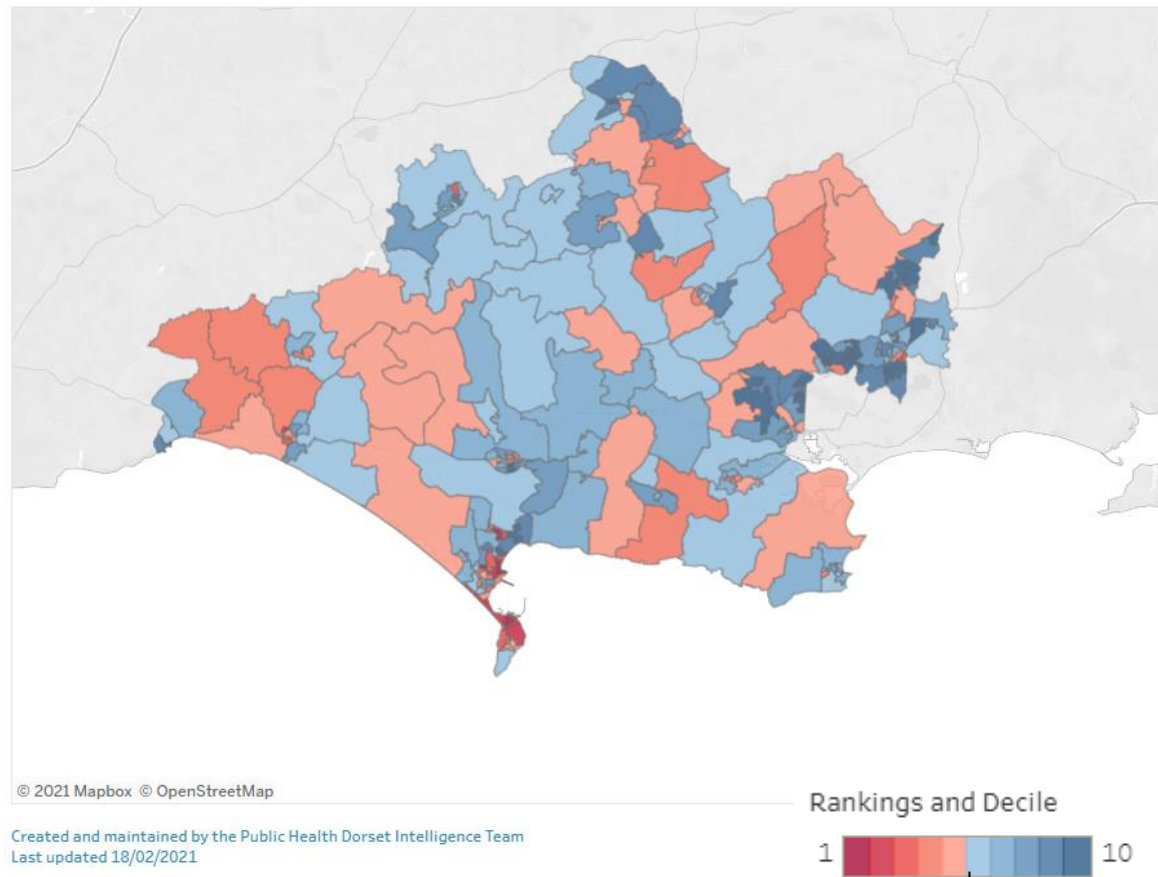 © 2021 Mapbox © OpenStreetMap
Rankings and Decile
Created and maintained by the Public Health Dorset Intelligence Team
Last updated 18/02/2021
1 10